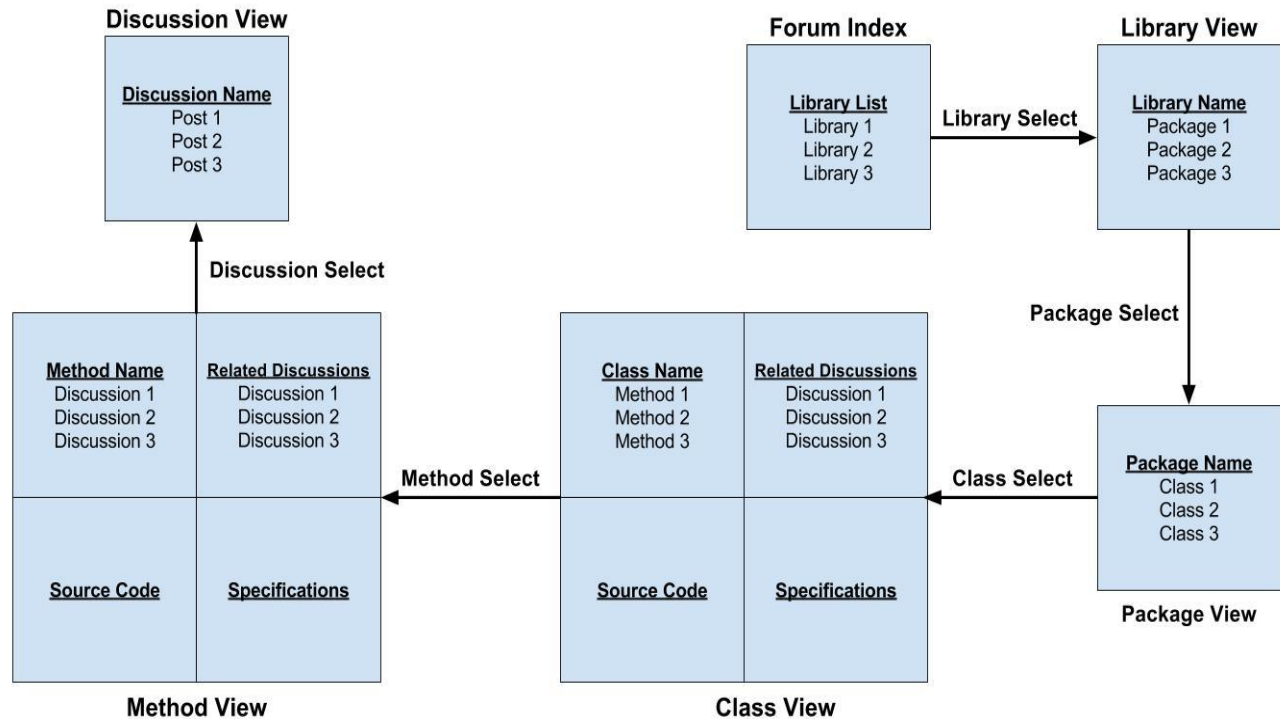 Discussion View
Discussion Name
Post 1
Post 2
Post 3
Discussion Select
Forum Index
Library List
Library 1
Library 2
Library 3
Library Select
Library View
Library Name
Package 1
Package 2
Package 3
Package Select
Method Name
Discussion 1
Discussion 2
Discussion 3
Related Discussions
Discussion 1
Discussion 2
Discussion 3
Source Code
Specifications
Method View
Method Select
Class Name
Method 1
Method 2
Method 3
Related Discussions
Discussion 1
Discussion 2
Discussion 3
Source Code
Specifications
Class View
Class Select
Package Name
Class 1
Class 2
Class 3
Package View